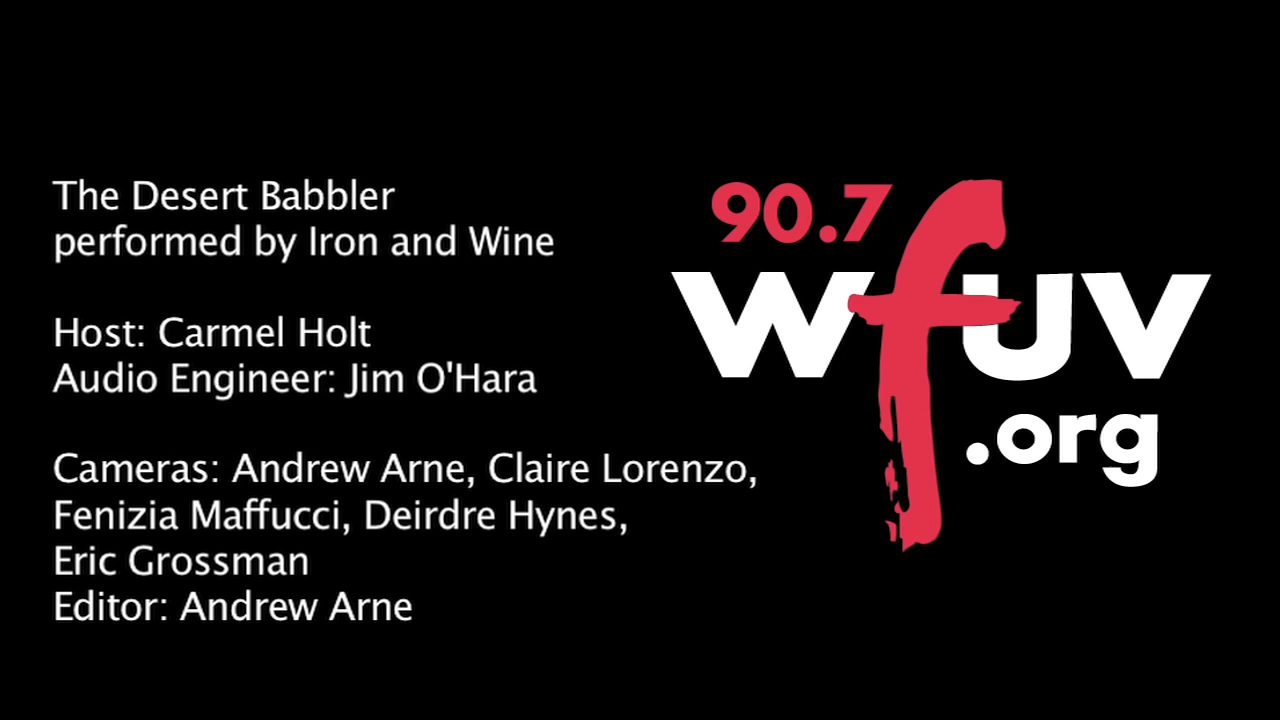 The Desert Babbler
performed by Iron and Wine
Host: Carmel Holt
Audio Engineer: Jim O'Hara
Cameras: Andrew Arne, Claire Lorenzo,
Fenizia Maffucci, Deirdre Hynes,
Eric Grossman
Editor: Andrew Arne
90.7
wfuv
.org